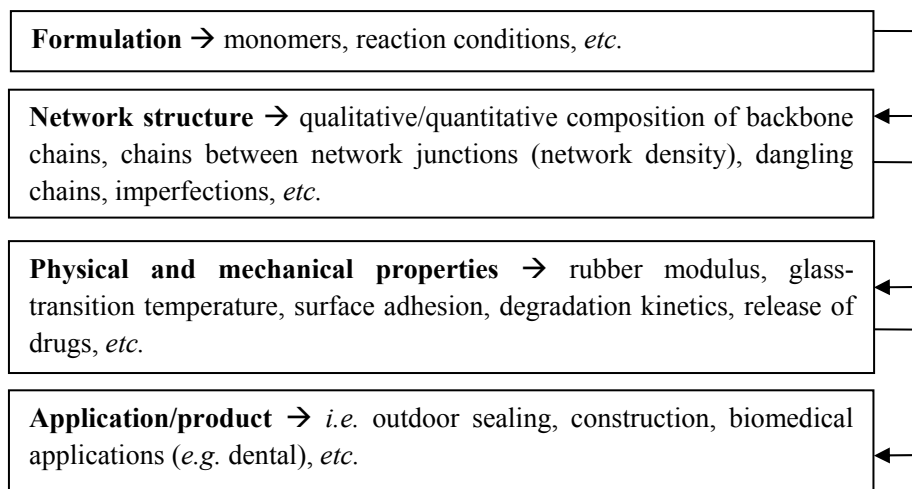 Formulation → monomers, reaction conditions, etc.
Network structure → qualitative/quantitative composition of backbone
chains, chains between network junctions (network density), dangling
chains, imperfections, etc.
Physical and mechanical properties → rubber modulus, glass-
transition temperature, surface adhesion, degradation kinetics, release of
drugs, etc.
Application/product → i.e. outdoor sealing, construction, biomedical
applications (e.g. dental), etc.